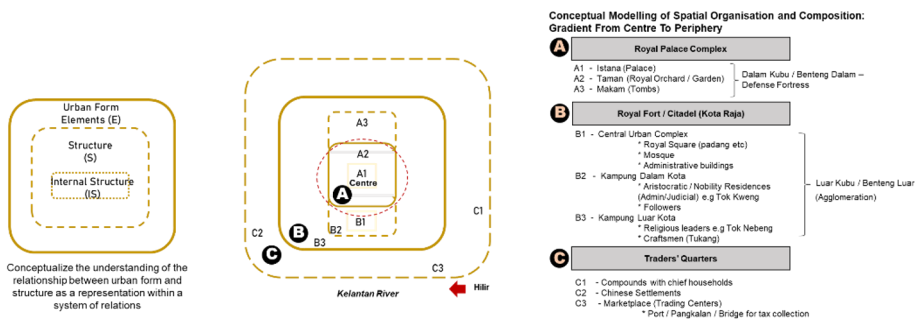 Urban Form
Elements (E)
Structure
(S)
Internal Structure
(IS)
Conceptualize the understanding of the
relationship between urban form and
structure as a representation within a
system of relations
A3
A2
A1
Centre
A
B1
B2
B
B3
C2
C
C1
C3
Kelantan River
Hilir
Conceptual Modelling of Spatial Organisation and Composition:
Gradient From Centre To Periphery
A
Royal Palace Complex
A1 - Istana (Palace)
A2 - Taman (Royal Orchard / Garden)
A3 - Makam (Tombs)
Dalam Kubu / Benteng Dalam –
Defense Fortress
B
Royal Fort / Citadel (Kota Raja)
B1 - Central Urban Complex
* Royal Square (padang etc)
* Mosque
* Administrative buildings
B2 - Kampung Dalam Kota
* Aristocratic / Nobility Residences
(Admin/Judicial) e.g Tok Kweng
* Followers
B3 - Kampung Luar Kota
* Religious leaders e.g Tok Nebeng
* Craftsmen (Tukang)
Luar Kubu / Benteng Luar
(Agglomeration)
C
Traders' Quarters
C1 - Compounds with chief households
C2 - Chinese Settlements
C3 - Marketplace (Trading Centers)
* Port / Pangkalan / Bridge for tax collection